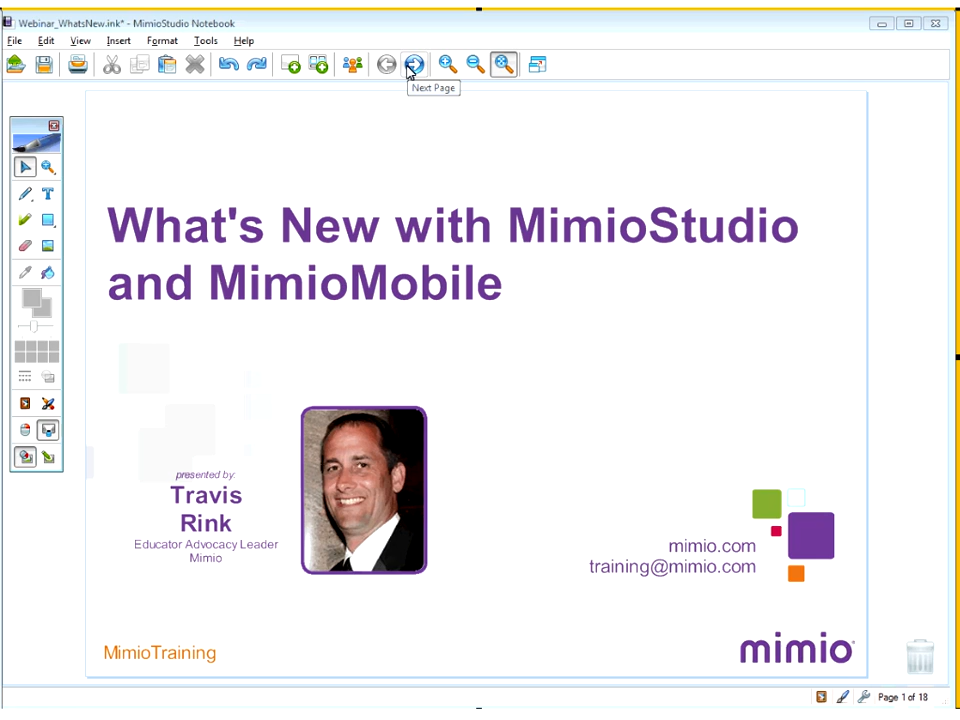 Webinar_WhatsNew.ink* - MimioStudio Notebook
File Edit View Insert Format Tools Help
Next Page
T
What's New with MimioStudio
and MimioMobile
presented by:
Travis
Rink
Educator Advocacy Leader
Mimio
mimio.com
training@mimio.com
MimioTraining
mimio
Page 1 of 18